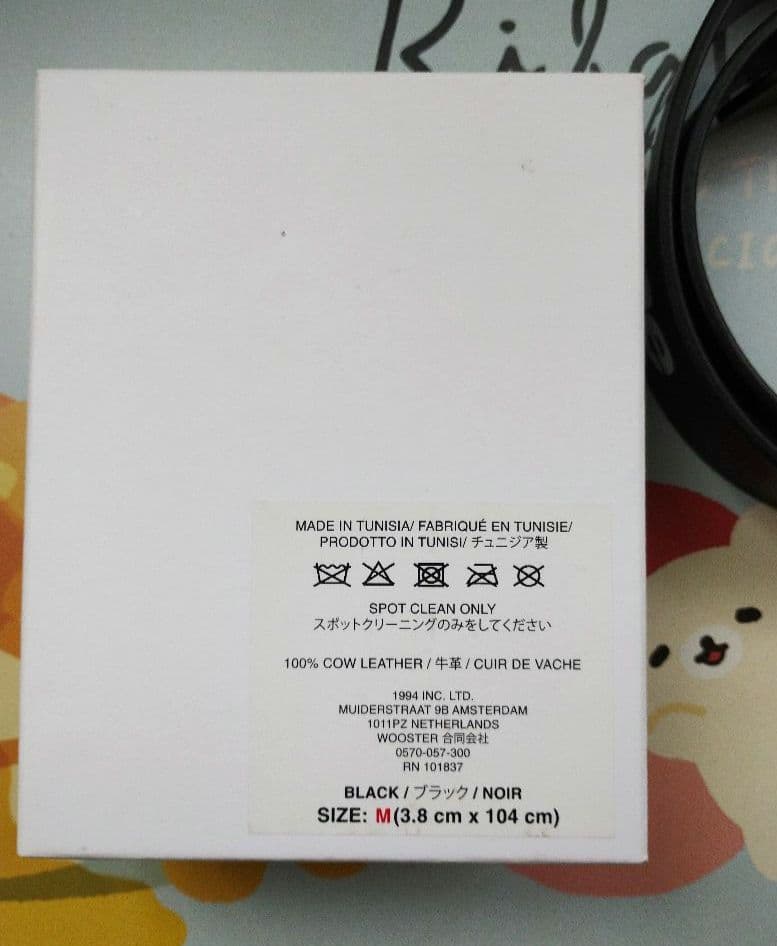 MADE IN TUNISIA/ FABRIQUÉ EN TUNISIE/
PRODOTTO IN TUNISI/ チュニジア製
SPOT CLEAN ONLY
スポットクリーニングのみをしてください
100% COW LEATHER / 牛革 / CUIR DE VACHE
1994 INC. LTD.
MUIDERSTRAAT 9B AMSTERDAM
1011PZ NETHERLANDS
WOOSTER 合同会社
0570-057-300
RN 101837
BLACK / ブラック / NOIR
SIZE: M (3.8 cm x 104 cm)